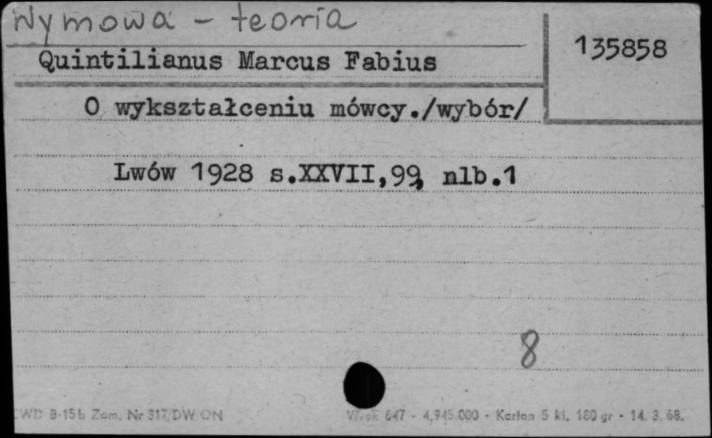 Wymowa - teoria
135858
Quintilianus Marcus Fabius
O wykształceniu mówcy./wybór/
Lwów 1928 s.XXVII,99, nlb.1
8
CWD B-15b Zam. Nr 317/DW ON 647 - 4.945.000 - Karton 5 kl. 180 gr - 14. 3. 68.